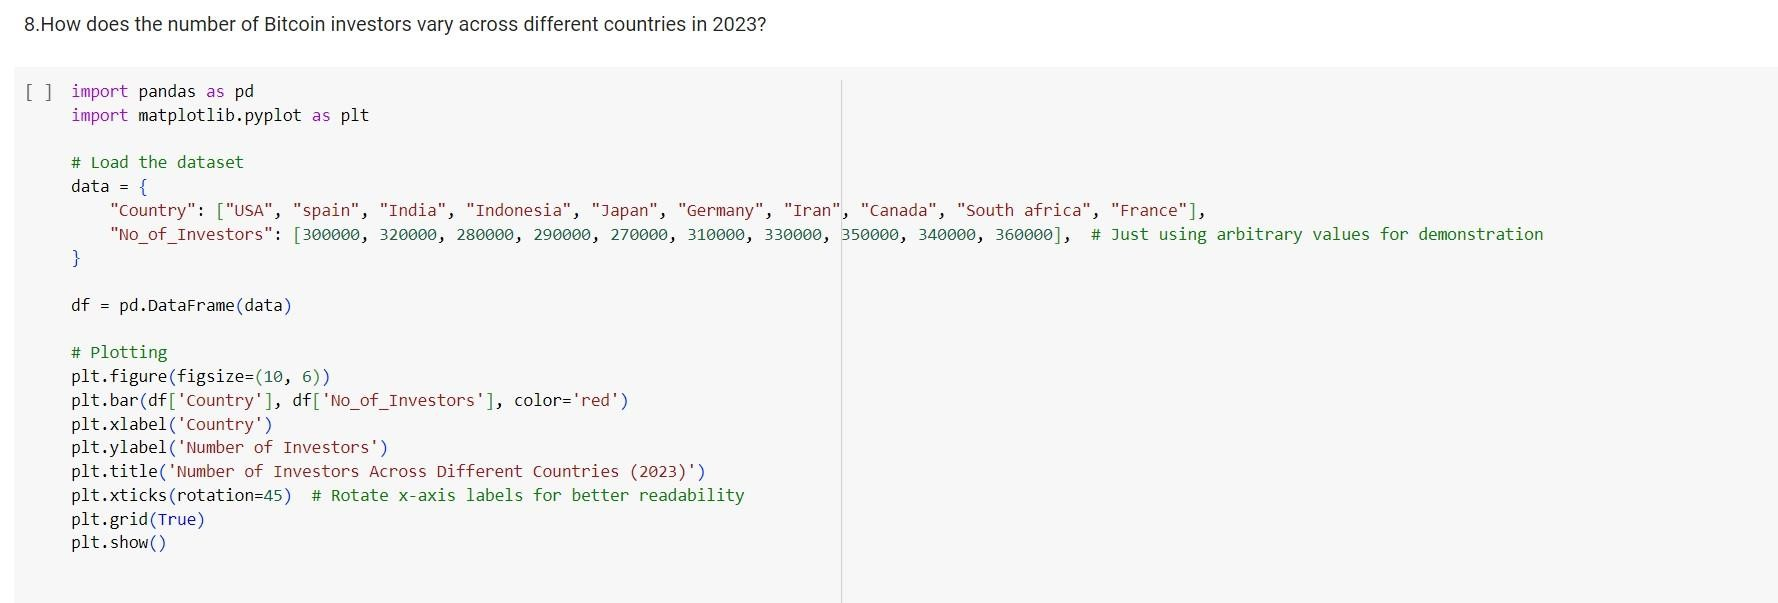 8.How does the number of Bitcoin investors vary across different countries in 2023?
[ ] import pandas as pd
import matplotlib.pyplot as plt
# Load the dataset
data = {
"Country": ["USA", "spain", "India", "Indonesia", "Japan", "Germany", "Iran", "Canada", "South africa", "France"],
"No_of_Investors": [300000, 320000, 280000, 290000, 270000, 310000, 330000, 350000, 340000, 360000],  # Just using arbitrary values for demonstration
}
df = pd.DataFrame(data)
# Plotting
plt.figure(figsize=(10, 6))
plt.bar(df['Country'], df['No_of_Investors'], color='red')
plt.xlabel('Country')
plt.ylabel('Number of Investors')
plt.title('Number of Investors Across Different Countries (2023)')
plt.xticks(rotation=45)  # Rotate x-axis labels for better readability
plt.grid(True)
plt.show()